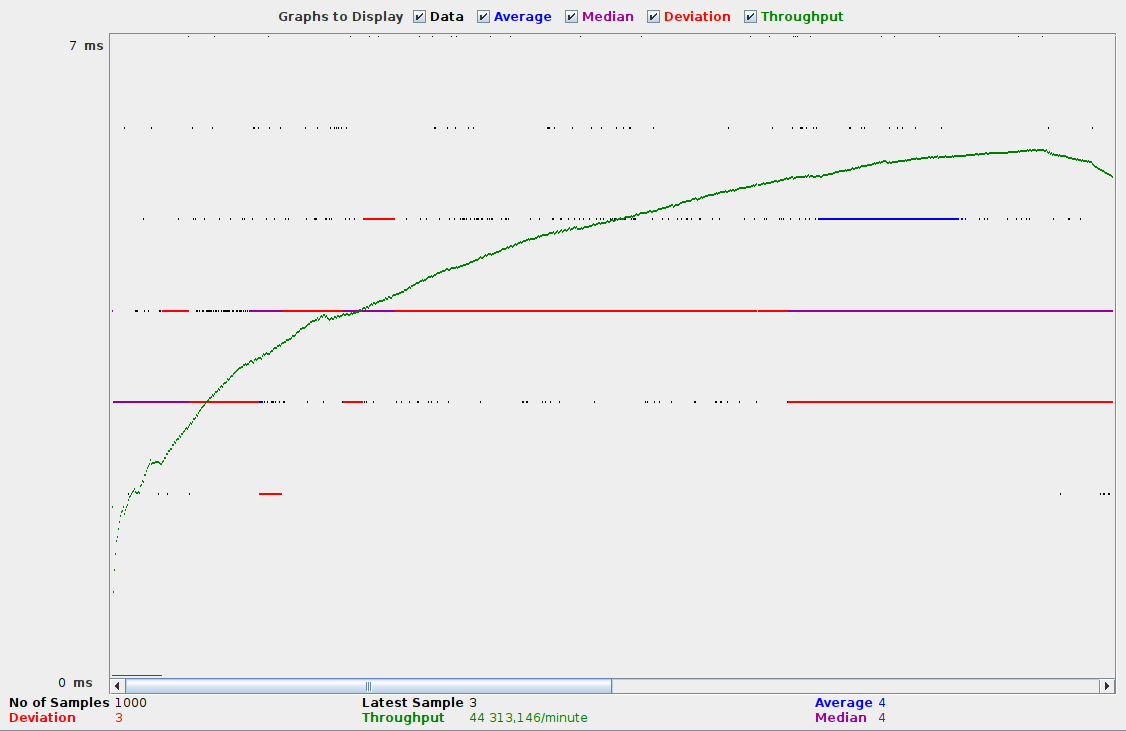 Graphs to Display Data Average Median Deviation Throughput
7 ms
0 ms
No of Samples 1000 Latest Sample 3 Average 4
Deviation 3 Throughput 44 313,146/minute Median 4